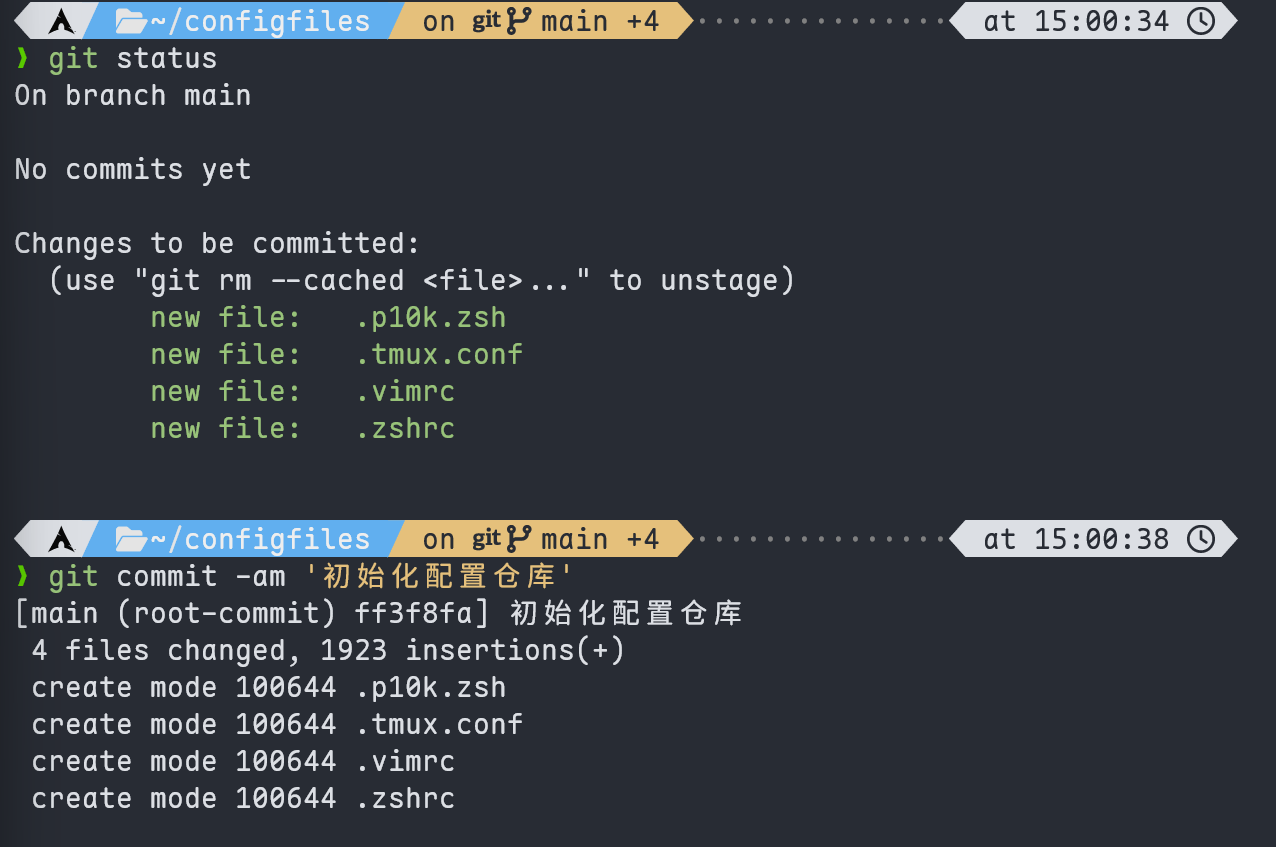 ~/configfiles on git main +4 at 15:00:34
❯ git status
On branch main
No commits yet
Changes to be committed:
(use "git rm --cached <file>..." to unstage)
new file: .p10k.zsh
new file: .tmux.conf
new file: .vimrc
new file: .zshrc
~/configfiles on git main +4 at 15:00:38
❯ git commit -am '初始化配置仓库'
[main (root-commit) ff3f8fa] 初始化配置仓库
4 files changed, 1923 insertions(+)
create mode 100644 .p10k.zsh
create mode 100644 .tmux.conf
create mode 100644 .vimrc
create mode 100644 .zshrc